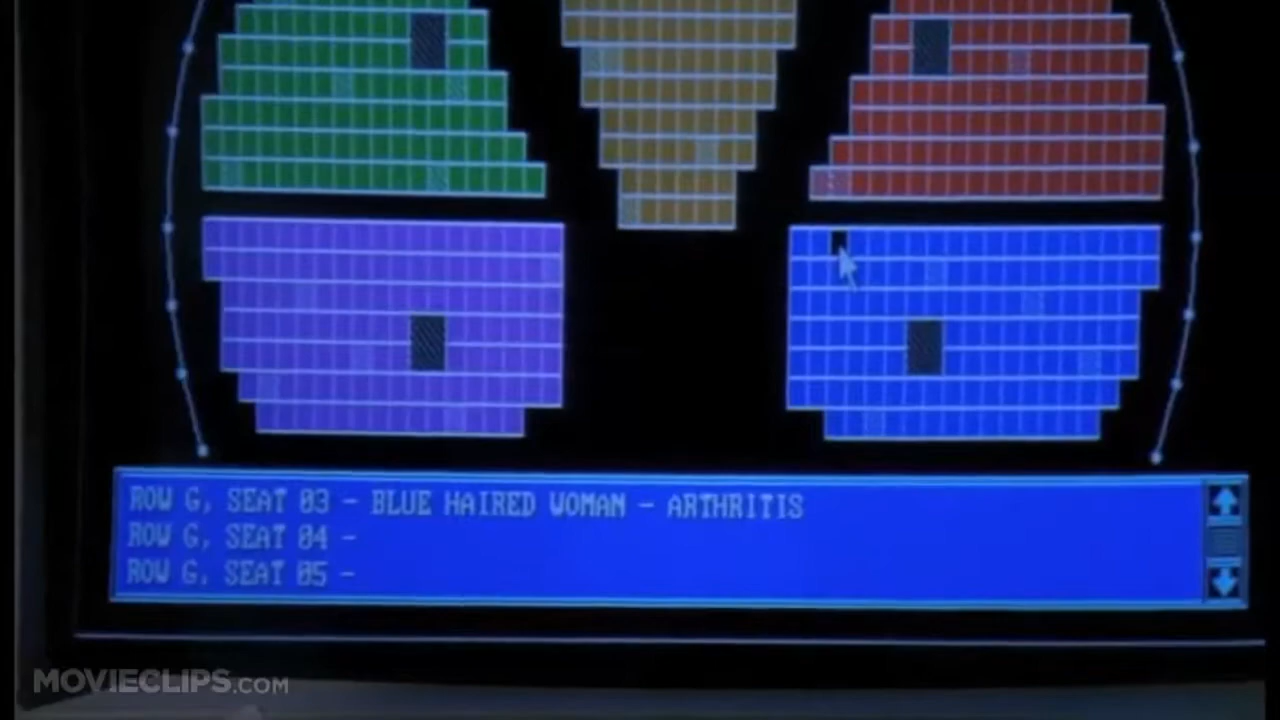 ROW G, SEAT 03 - BLUE HAIRED WOMAN - ARTHRITIS
ROW G, SEAT 04 -
ROW G, SEAT 05 -
MOVIECLIPS.COM